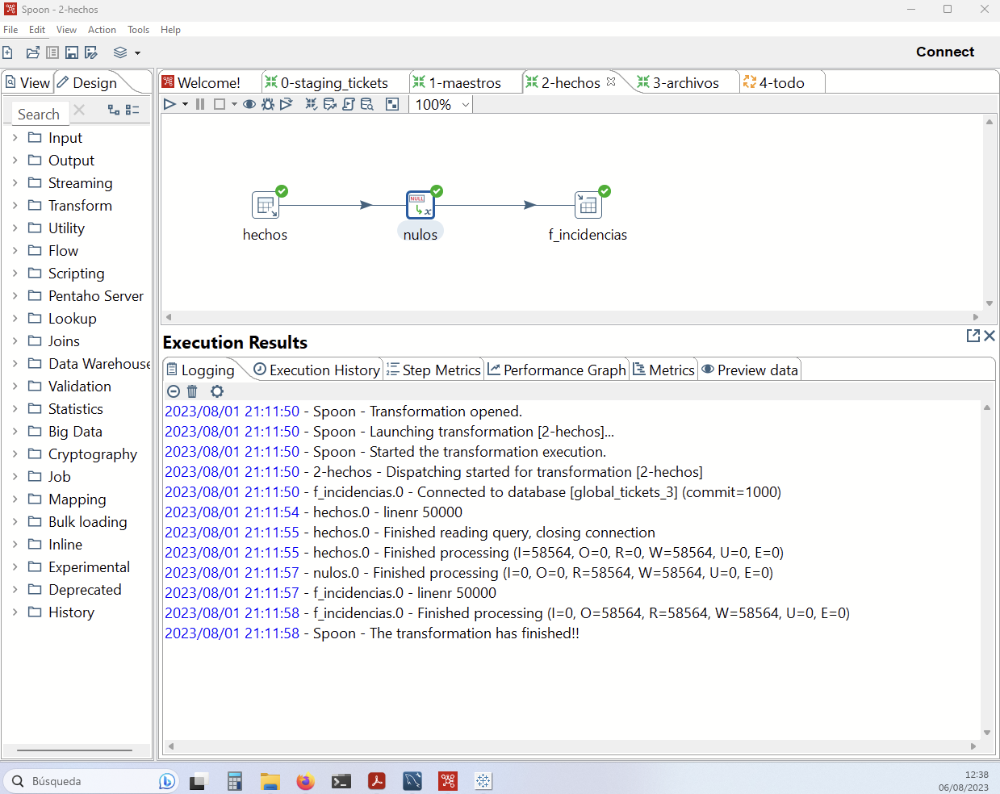 Spoon - 2-hechos
File Edit View Action Tools Help
Connect
View Design
Welcome! 0-staging_tickets 1-maestros 2-hechos 3-archivos 4-todo
100%
Search
Input
Output
Streaming
Transform
Utility
Flow
Scripting
Pentaho Server
Lookup
Joins
Data Warehouse
Validation
Statistics
Big Data
Cryptography
Job
Mapping
Bulk loading
Inline
Experimental
Deprecated
History
NULL
x
hechos nulos f_incidencias
Execution Results
Logging Execution History Step Metrics Performance Graph Metrics Preview data
2023/08/01 21:11:50 - Spoon - Transformation opened.
2023/08/01 21:11:50 - Spoon - Launching transformation [2-hechos]...
2023/08/01 21:11:50 - Spoon - Started the transformation execution.
2023/08/01 21:11:50 - 2-hechos - Dispatching started for transformation [2-hechos]
2023/08/01 21:11:50 - f_incidencias.0 - Connected to database [global_tickets_3] (commit=1000)
2023/08/01 21:11:54 - hechos.0 - linenr 50000
2023/08/01 21:11:55 - hechos.0 - Finished reading query, closing connection
2023/08/01 21:11:55 - hechos.0 - Finished processing (I=58564, O=0, R=0, W=58564, U=0, E=0)
2023/08/01 21:11:57 - nulos.0 - Finished processing (I=0, O=0, R=58564, W=58564, U=0, E=0)
2023/08/01 21:11:57 - f_incidencias.0 - linenr 50000
2023/08/01 21:11:58 - f_incidencias.0 - Finished processing (I=0, O=58564, R=58564, W=58564, U=0, E=0)
2023/08/01 21:11:58 - Spoon - The transformation has finished!!
Búsqueda
12:38
06/08/2023